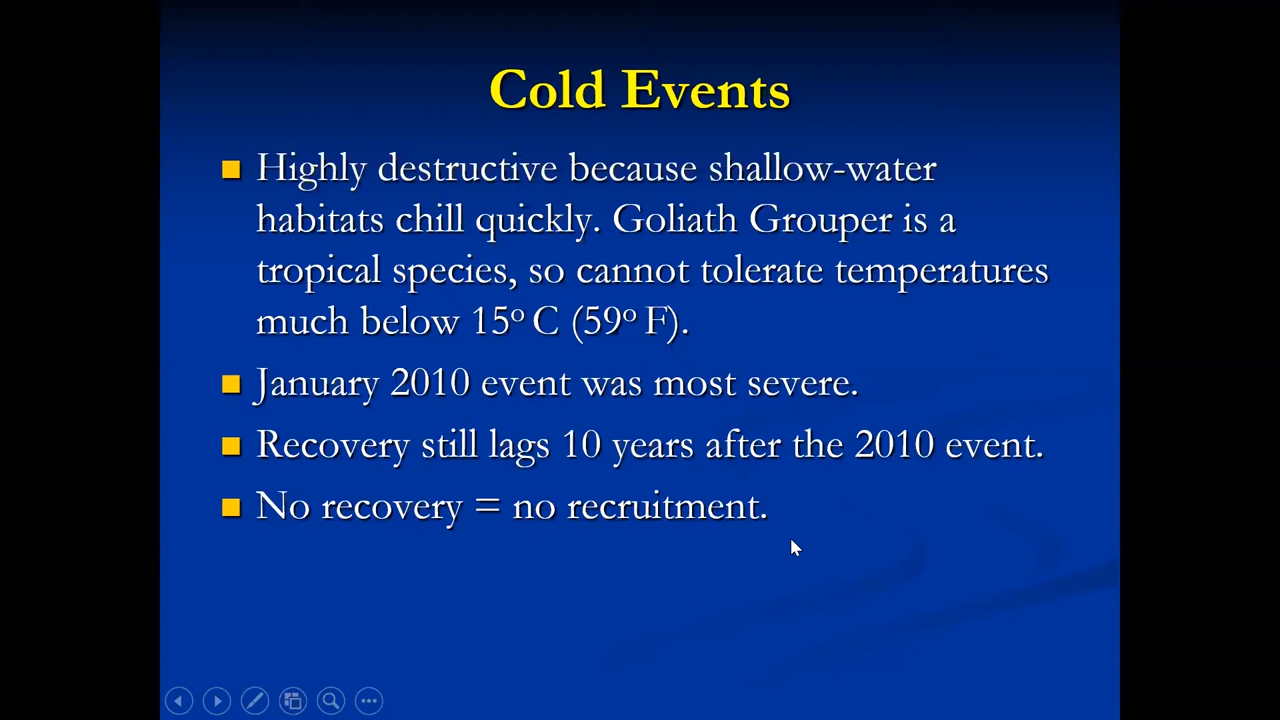 Cold Events
Highly destructive because shallow-water
habitats chill quickly. Goliath Grouper is a
tropical species, so cannot tolerate temperatures
much below 15º C (59º F).
January 2010 event was most severe.
Recovery still lags 10 years after the 2010 event.
No recovery = no recruitment.